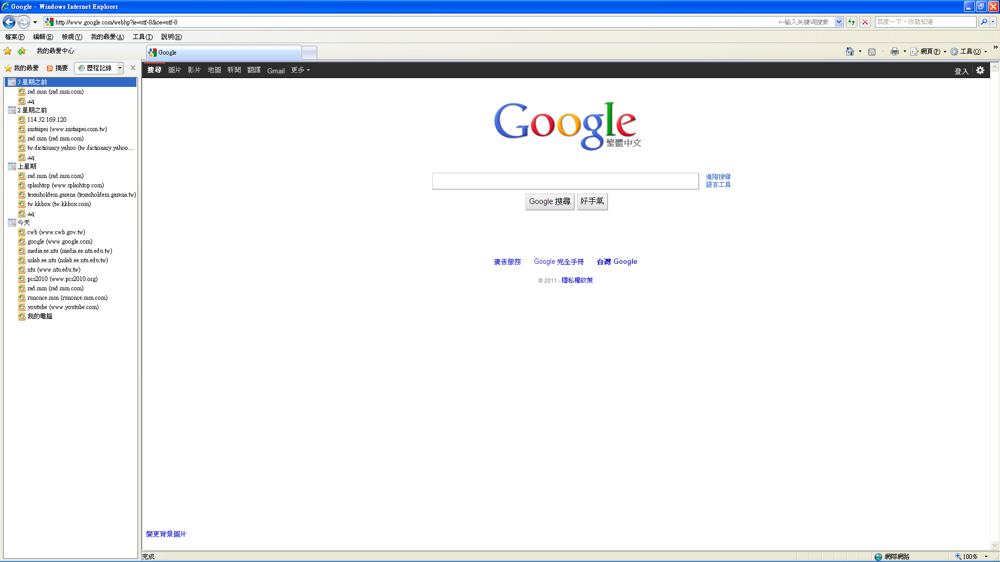 Google - Windows Internet Explorer
http://www.google.com/webhp?ie=utf-8&oe=utf-8
←输入关键词搜索
百度一下，你就知道
檔案(F) 編輯(E) 檢視(V) 我的最愛(A) 工具(T) 說明(H)
我的最愛中心
Google
網頁(P) 工具(O)
我的最愛 摘要 歷程記錄
3 星期之前
rad.msn (rad.msn.com)
2 星期之前
114.32.169.120
isistaipei (www.isistaipei.com.tw)
rad.msn (rad.msn.com)
tw.dictionary.yahoo (tw.dictionary.yahoo....
上星期
rad.msn (rad.msn.com)
splashtop (www.splashtop.com)
texasholdem.garena (texasholdem.garena.tw)
tw.kkbox (tw.kkbox.com)
今天
cwb (www.cwb.gov.tw)
google (www.google.com)
media.ee.ntu (media.ee.ntu.edu.tw)
nslab.ee.ntu (nslab.ee.ntu.edu.tw)
ntu (www.ntu.edu.tw)
pcs2010 (www.pcs2010.org)
rad.msn (rad.msn.com)
runonce.msn (runonce.msn.com)
youtube (www.youtube.com)
我的電腦
搜尋 圖片 影片 地圖 新聞 翻譯 Gmail 更多
登入
Google
繁體中文
進階搜尋
語言工具
Google 搜尋 好手氣
廣告服務 Google 完全手冊 台灣 Google
© 2011 - 隱私權政策
變更背景圖片
完成
網際網路
100%